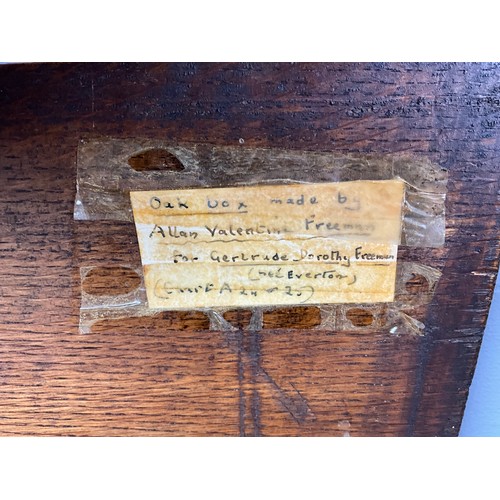 Oak box made by
Allan Valentine Freeman
for Gertrude Dorothy Freeman
(née Everton)